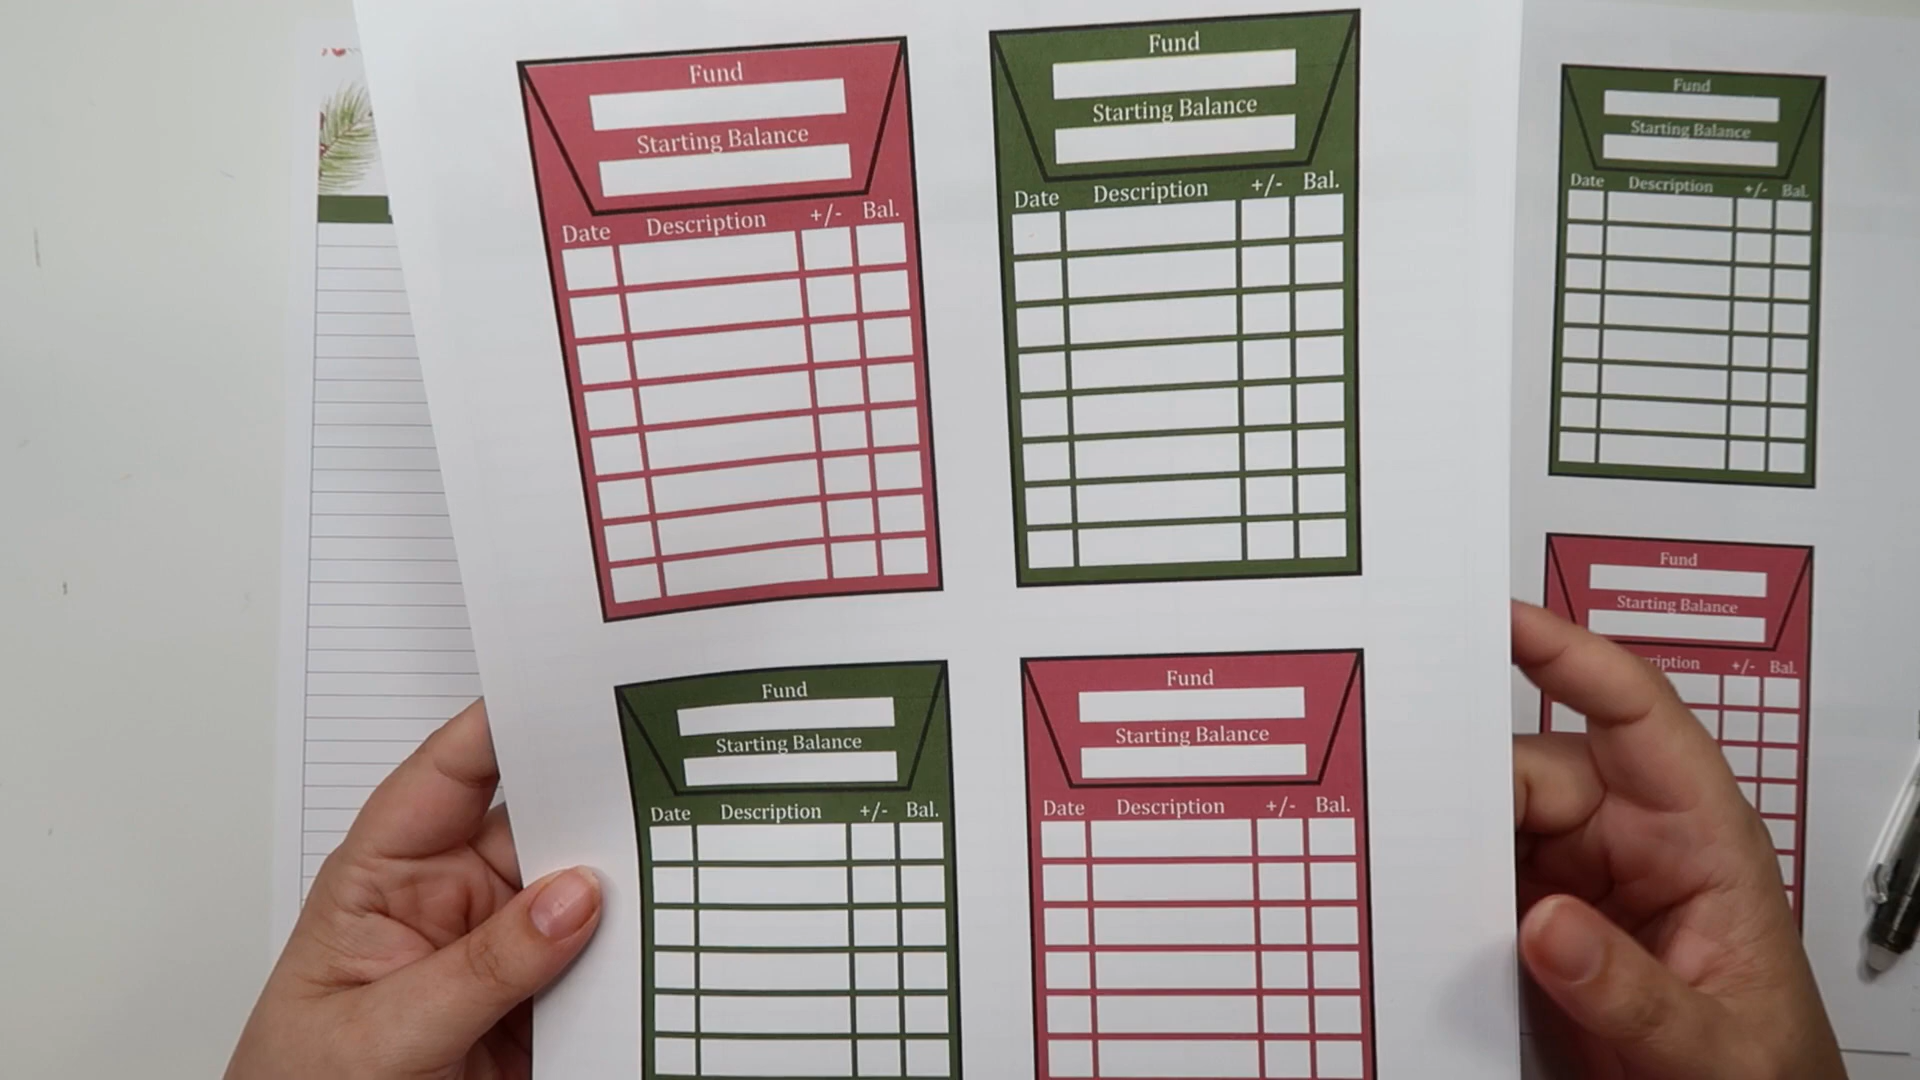 Fund
Starting Balance
Date Description +/- Bal.
Fund
Starting Balance
Date Description +/- Bal.
Fund
Starting Balance
Date Description +/- Bal.
Fund
Starting Balance
Date Description +/- Bal.
Fund
Starting Balance
Date Description +/- Bal.
Fund
Starting Balance
ription +/- Bal.